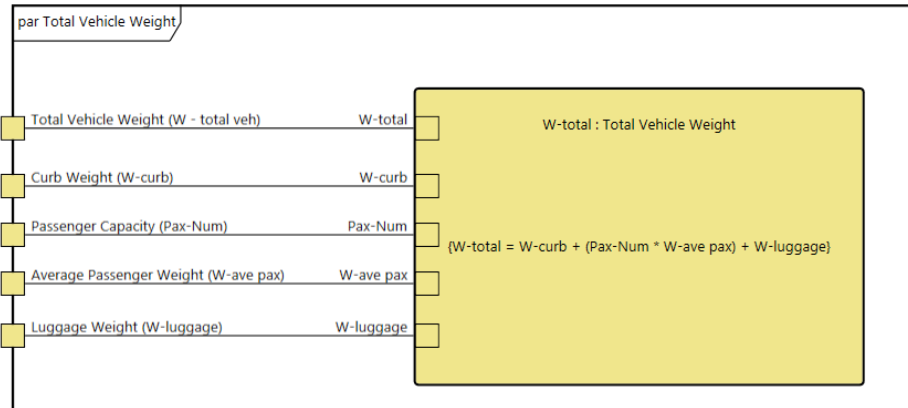 par Total Vehicle Weight
Total Vehicle Weight (W - total veh) W-total
W-total : Total Vehicle Weight
Curb Weight (W-curb) W-curb
Passenger Capacity (Pax-Num) Pax-Num
{W-total = W-curb + (Pax-Num * W-ave pax) + W-luggage}
Average Passenger Weight (W-ave pax) W-ave pax
Luggage Weight (W-luggage) W-luggage